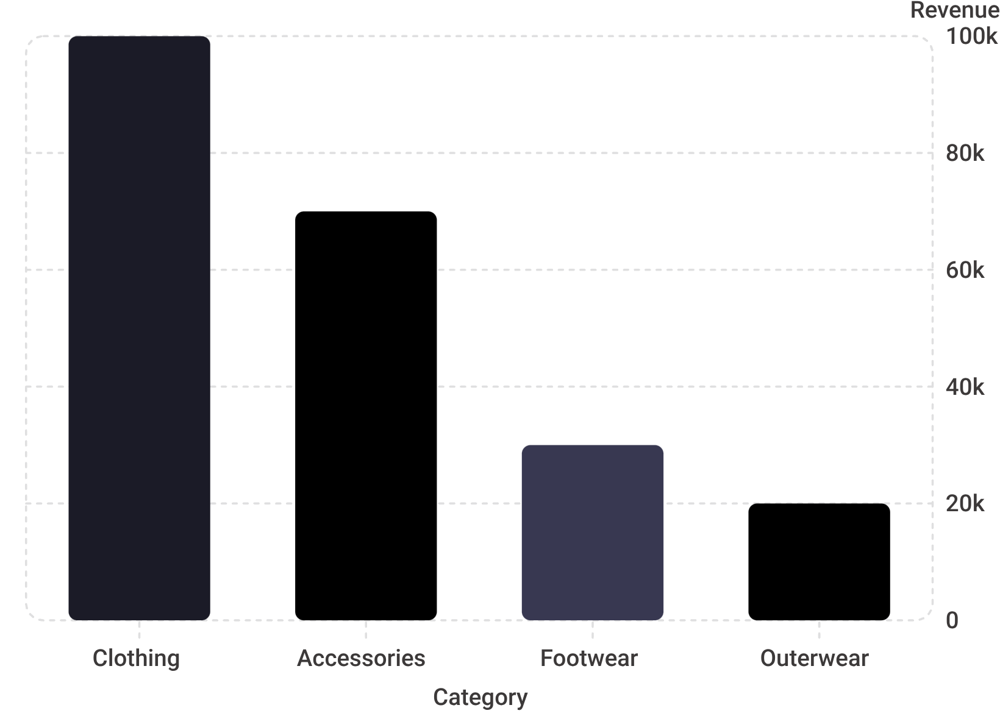 Revenue
100k
80k
60k
40k
20k
0
Clothing Accessories Footwear Outerwear
Category